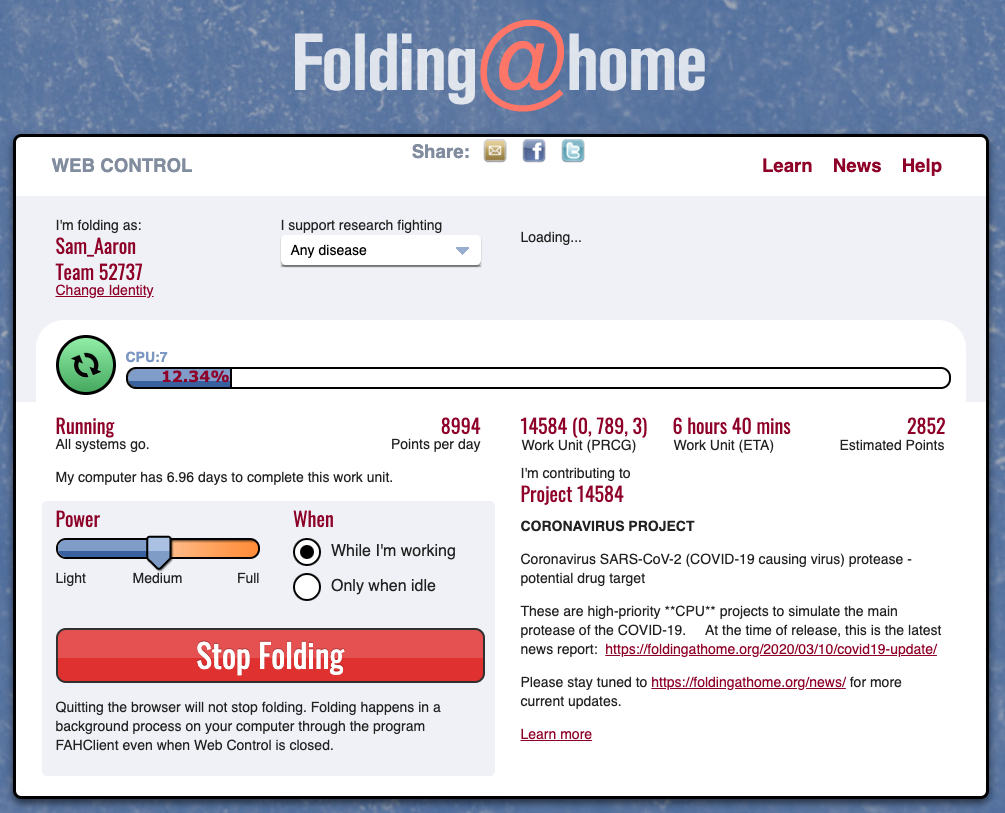 Folding@home
WEB CONTROL
Share:
Learn News Help
I'm folding as:
Sam_Aaron
Team 52737
Change Identity
I support research fighting
Any disease
Loading...
CPU:7
12.34%
Running
All systems go.
8994
Points per day
14584 (0, 789, 3)
Work Unit (PRCG)
6 hours 40 mins
Work Unit (ETA)
2852
Estimated Points
My computer has 6.96 days to complete this work unit.
Power
Light Medium Full
When
While I'm working
Only when idle
Stop Folding
Quitting the browser will not stop folding. Folding happens in a
background process on your computer through the program
FAHClient even when Web Control is closed.
I'm contributing to
Project 14584
CORONAVIRUS PROJECT
Coronavirus SARS-CoV-2 (COVID-19 causing virus) protease -
potential drug target
These are high-priority **CPU** projects to simulate the main
protease of the COVID-19. At the time of release, this is the latest
news report: https://foldingathome.org/2020/03/10/covid19-update/
Please stay tuned to https://foldingathome.org/news/ for more
current updates.
Learn more